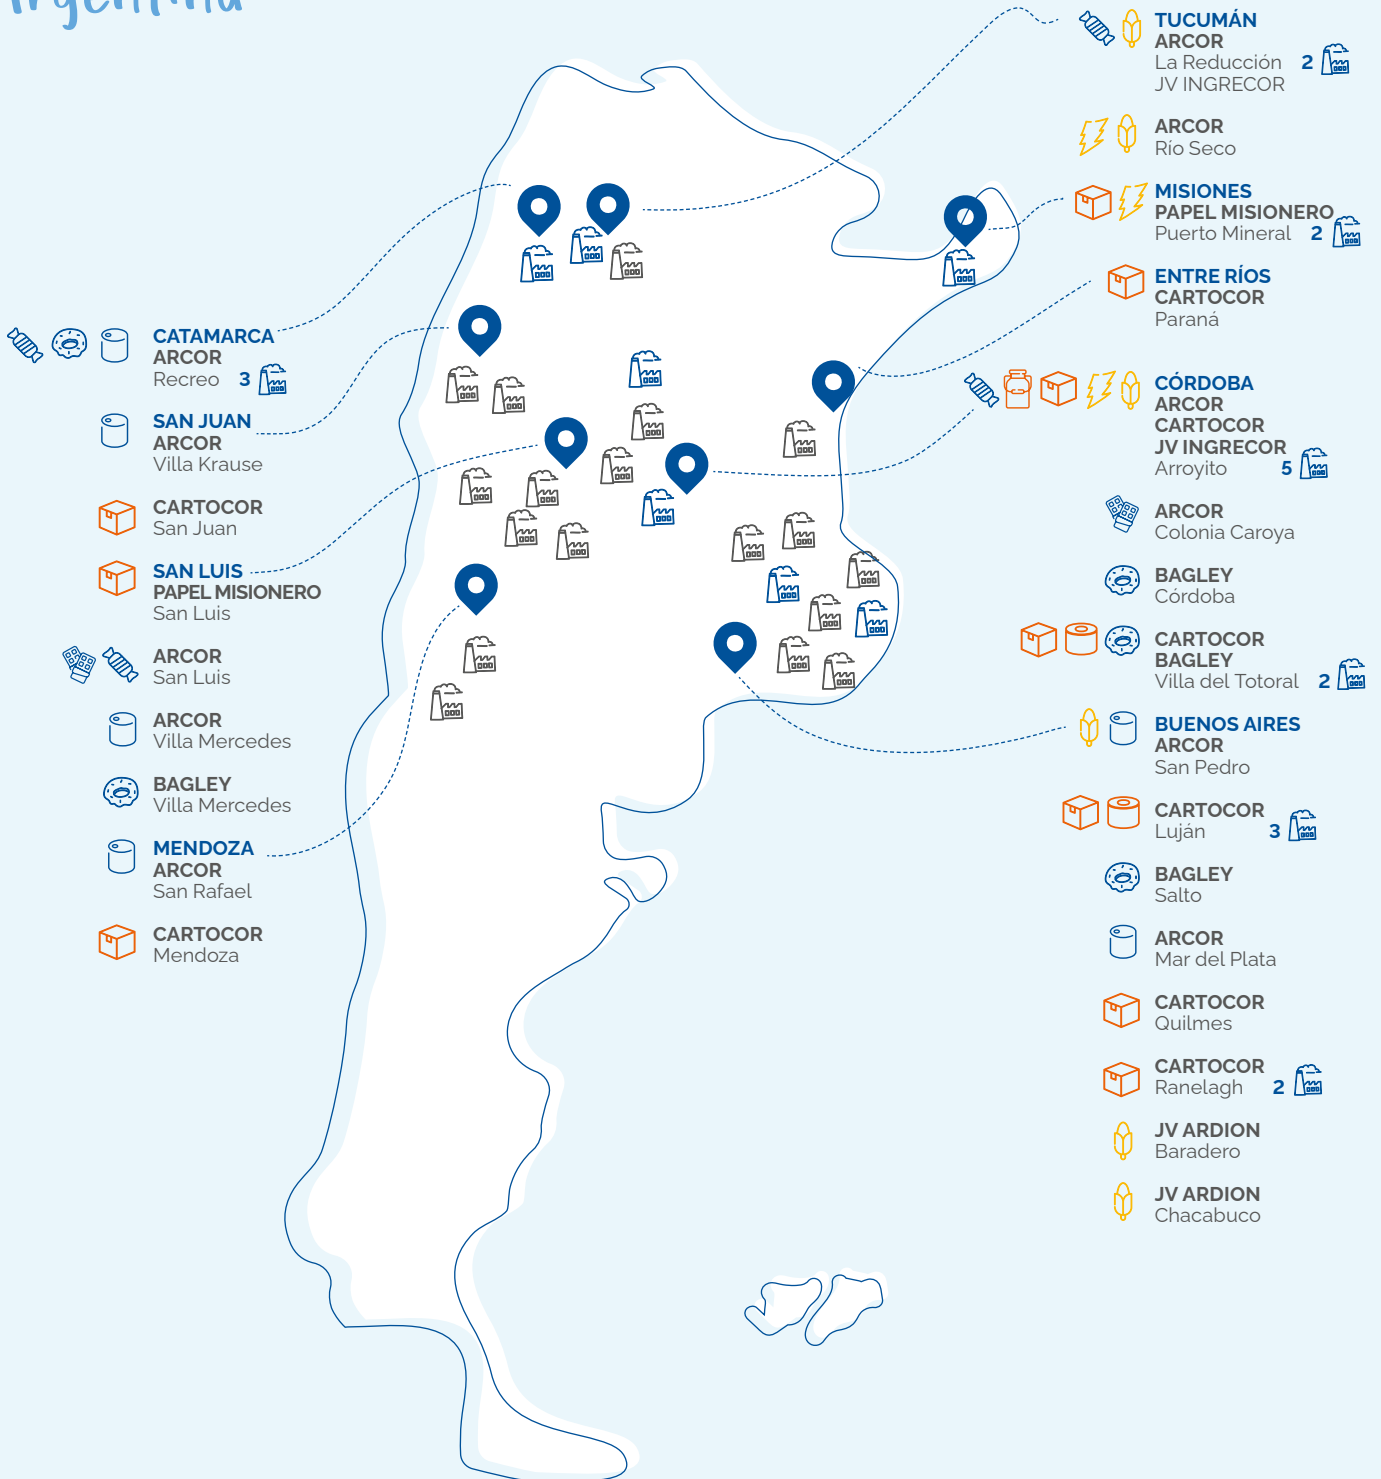 Argentina
CATAMARCA
ARCOR
Recreo 3
SAN JUAN
ARCOR
Villa Krause
CARTOCOR
San Juan
SAN LUIS
PAPEL MISIONERO
San Luis
ARCOR
San Luis
ARCOR
Villa Mercedes
BAGLEY
Villa Mercedes
MENDOZA
ARCOR
San Rafael
CARTOCOR
Mendoza
TUCUMÁN
ARCOR
La Reducción 2
JV INGRECOR
ARCOR
Río Seco
MISIONES
PAPEL MISIONERO
Puerto Mineral 2
ENTRE RÍOS
CARTOCOR
Paraná
CÓRDOBA
ARCOR
CARTOCOR
JV INGRECOR
Arroyito 5
ARCOR
Colonia Caroya
BAGLEY
Córdoba
CARTOCOR
BAGLEY
Villa del Totoral 2
BUENOS AIRES
ARCOR
San Pedro
CARTOCOR
Luján 3
BAGLEY
Salto
ARCOR
Mar del Plata
CARTOCOR
Quilmes
CARTOCOR
Ranelagh 2
JV ARDION
Baradero
JV ARDION
Chacabuco